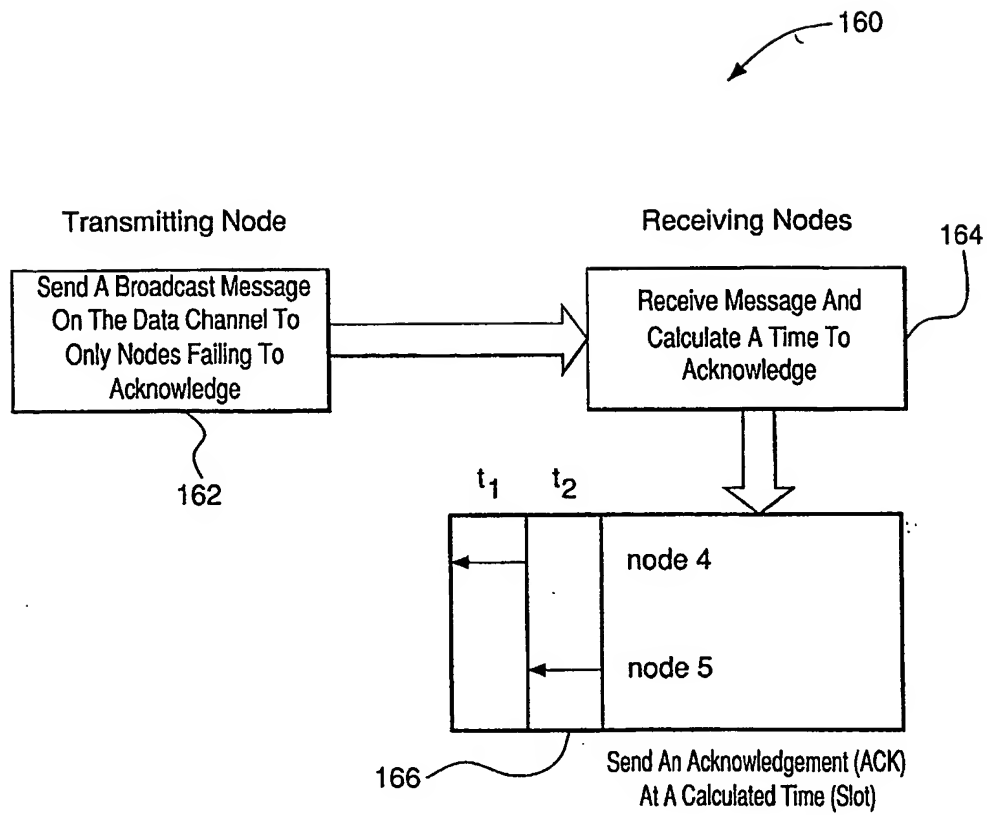 160
Transmitting Node
Receiving Nodes
164
Send A Broadcast Message
On The Data Channel To
Only Nodes Failing To
Acknowledge
Receive Message And
Calculate A Time To
Acknowledge
162
t1
t2
node 4
node 5
166
Send An Acknowledgement (ACK)
At A Calculated Time (Slot)